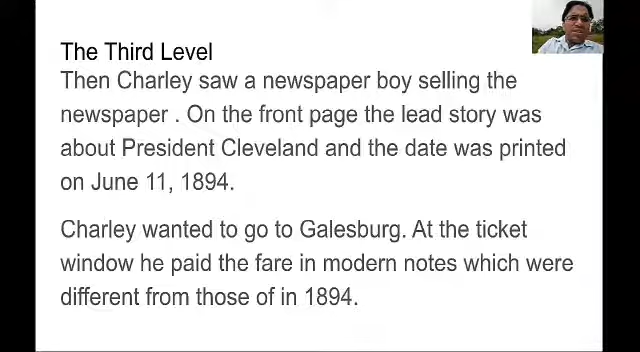 The Third Level
Then Charley saw a newspaper boy selling the
newspaper . On the front page the lead story was
about President Cleveland and the date was printed
on June 11, 1894.
Charley wanted to go to Galesburg. At the ticket
window he paid the fare in modern notes which were
different from those of in 1894.